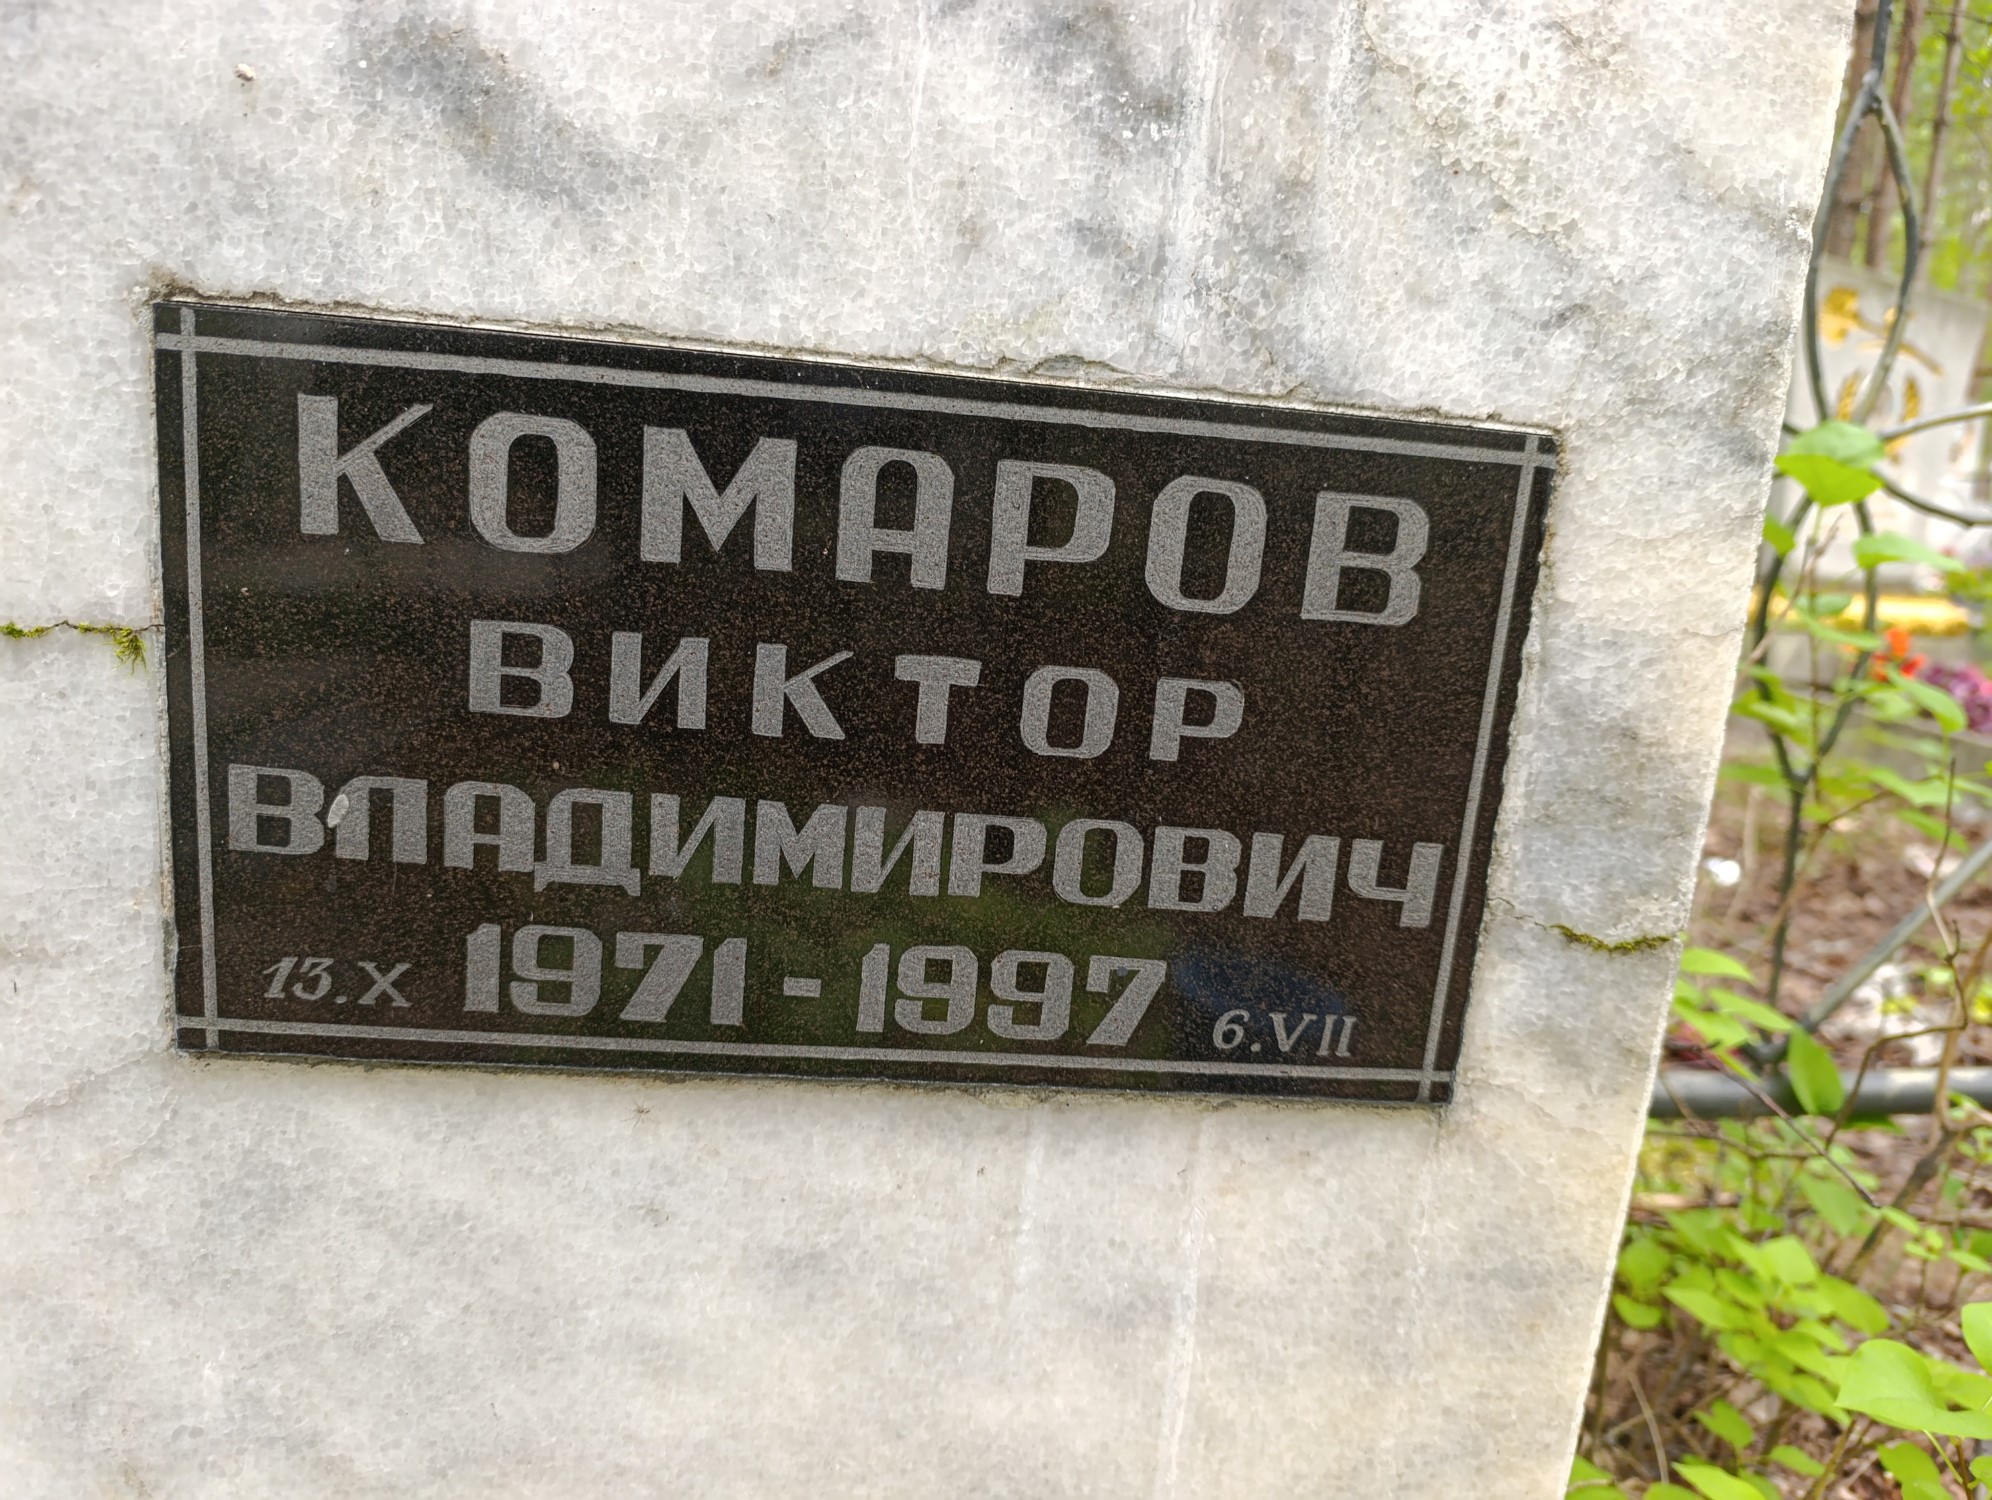 КОМАРОВ
ВИКТОР
ВЛАДИМИРОВИЧ
13.X 1971 - 1997 6.VII